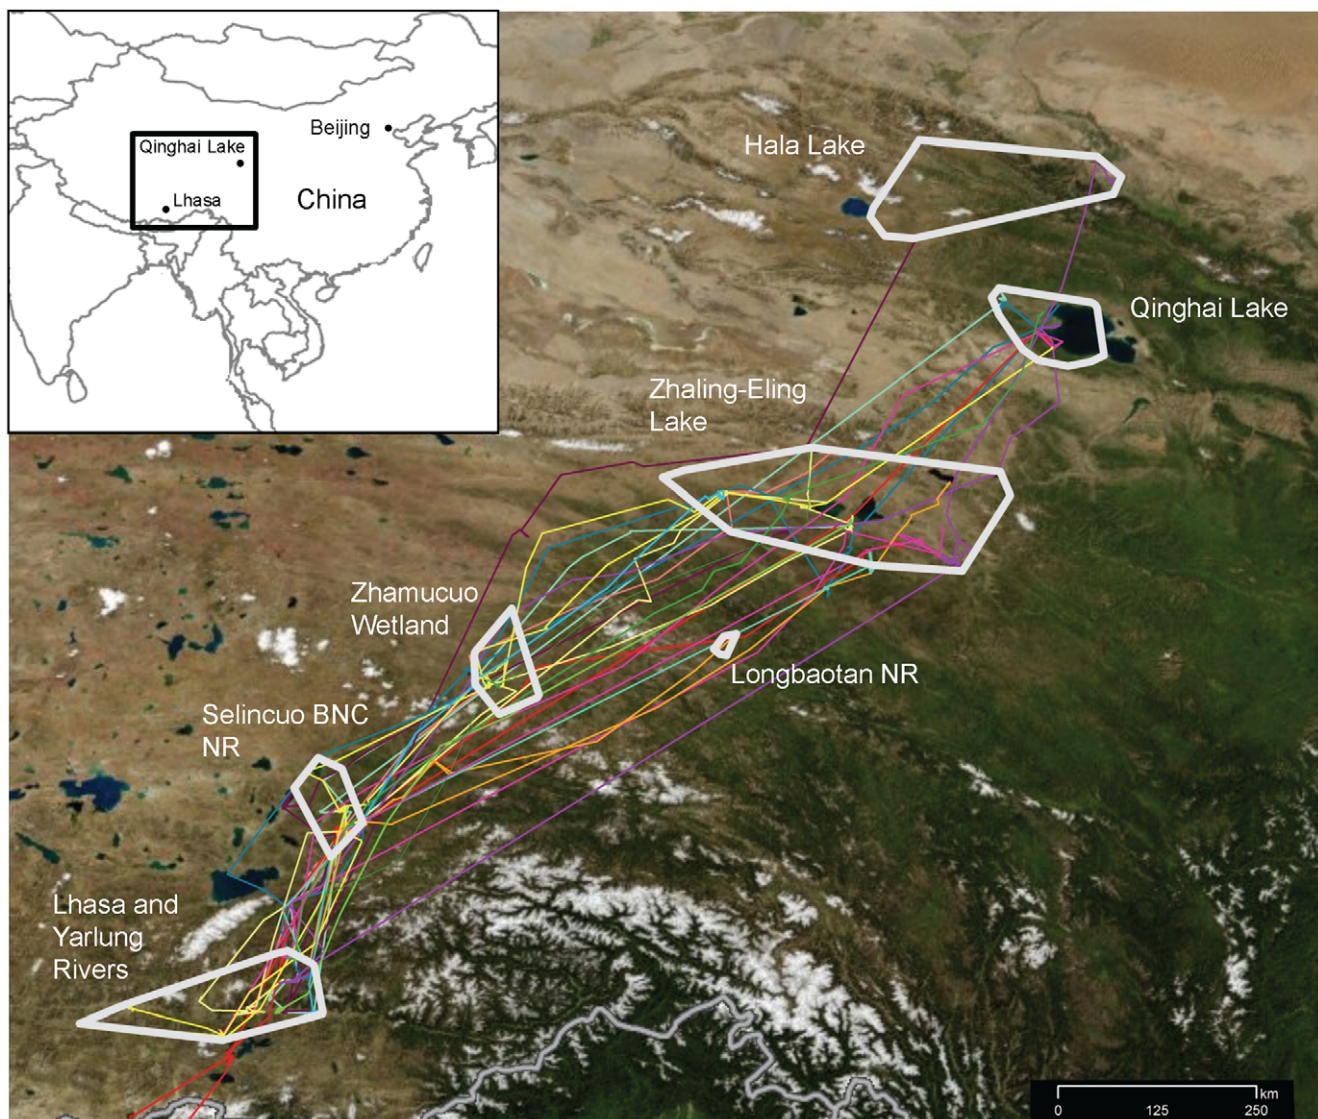 Beijing
Qinghai Lake
Lhasa
China
Hala Lake
Qinghai Lake
Zhaling-Eling
Lake
Zhamucuo
Wetland
Longbaotan NR
Selincuo BNC
NR
Lhasa and
Yarlung
Rivers
km
0 125 250